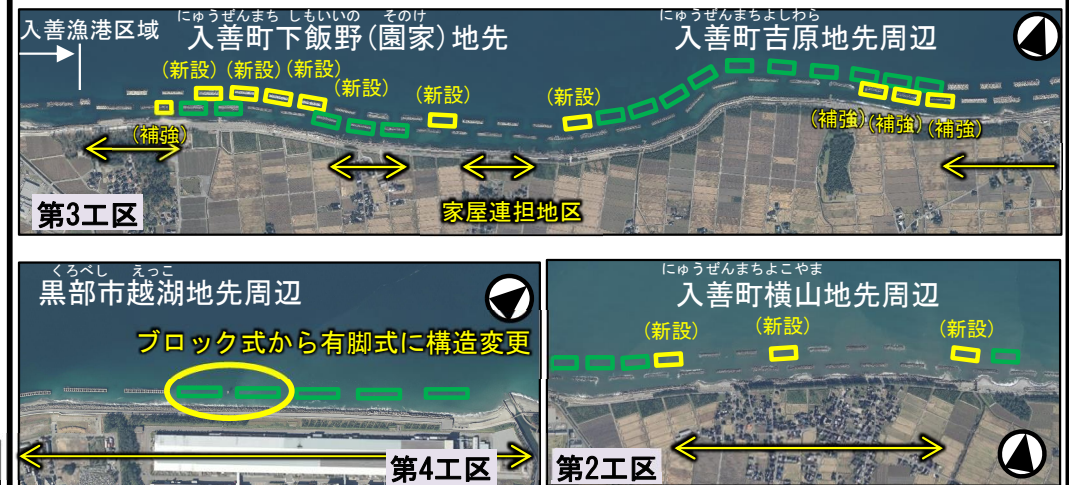 にゅうぜんまち しもいいの そのけ
入善漁港区域
入善町下飯野(園家)地先
にゅうぜんまちよしわら
入善町吉原地先周辺
(新設)
(新設)
(新設)
(新設)
(新設)
(新設)
(補強)
(補強)
(補強)
(補強)
家屋連担地区
第3工区
くろべし えっこ
黒部市越湖地先周辺
ブロック式から有脚式に構造変更
第4工区
にゅうぜんまちよこやま
入善町横山地先周辺
(新設)
(新設)
(新設)
第2工区